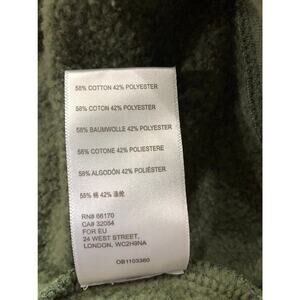 58% COTTON 42% POLYESTER
58% COTON 42% POLYESTER
58% BAUMWOLLE 42% POLYESTER
58% COTONE 42% POLIESTERE
58% ALGODÓN 42% POLIÉSTER
58% 棉 42% 涤纶
RN# 66170
CA# 32054
FOR EU
24 WEST STREET,
LONDON, WC2H9NA
OB1103360